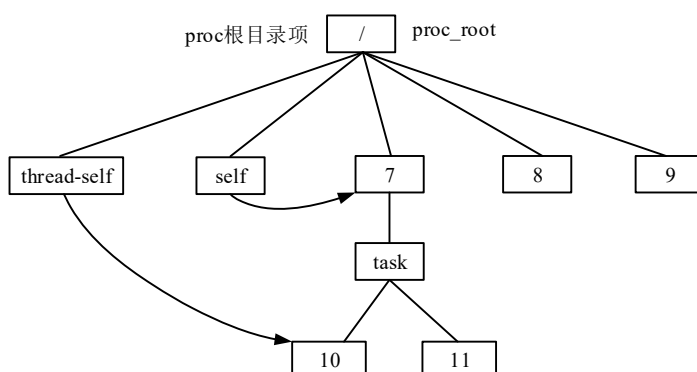 proc根目录项 / proc_root
thread-self self 7 8 9
task
10 11